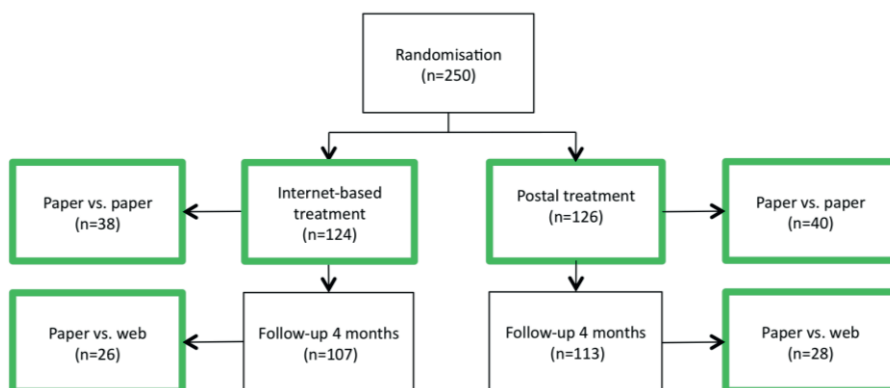 Randomisation
(n=250)
Paper vs. paper
(n=38)
Internet-based
treatment
(n=124)
Postal treatment
(n=126)
Paper vs. paper
(n=40)
Paper vs. web
(n=26)
Follow-up 4 months
(n=107)
Follow-up 4 months
(n=113)
Paper vs. web
(n=28)